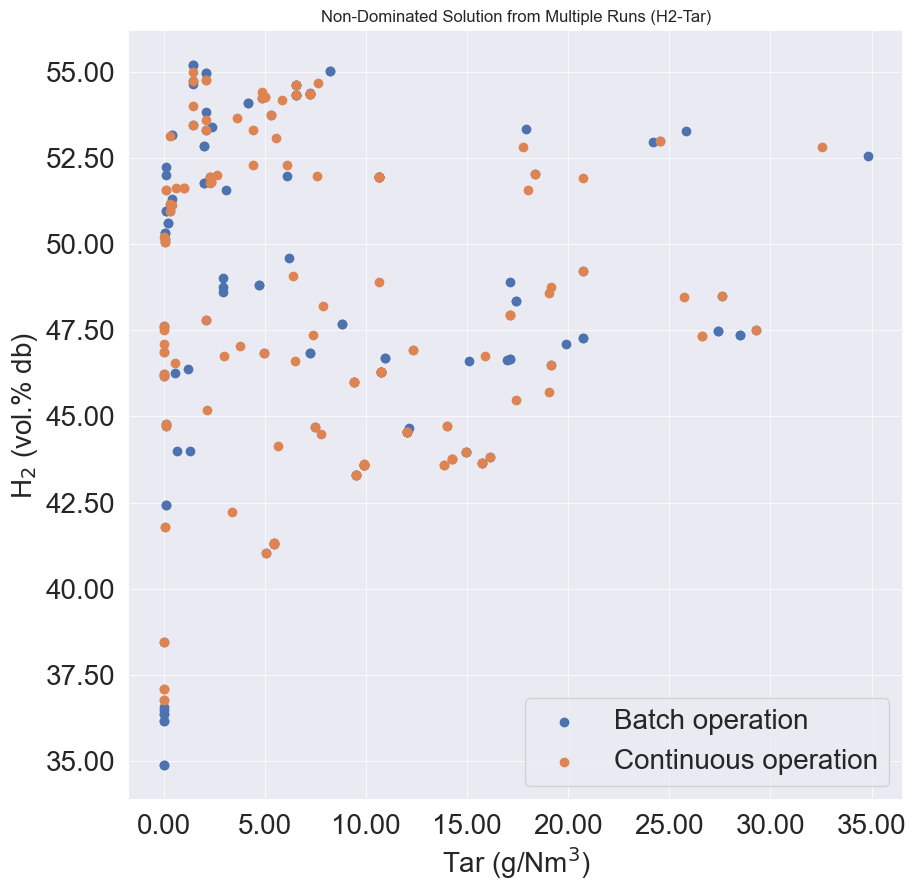 Non-Dominated Solution from Multiple Runs (H2-Tar)
55.00
52.50
50.00
47.50
45.00
42.50
40.00
37.50
35.00
H₂ (vol.% db)
Batch operation
Continuous operation
0.00 5.00 10.00 15.00 20.00 25.00 30.00 35.00
Tar (g/Nm³)